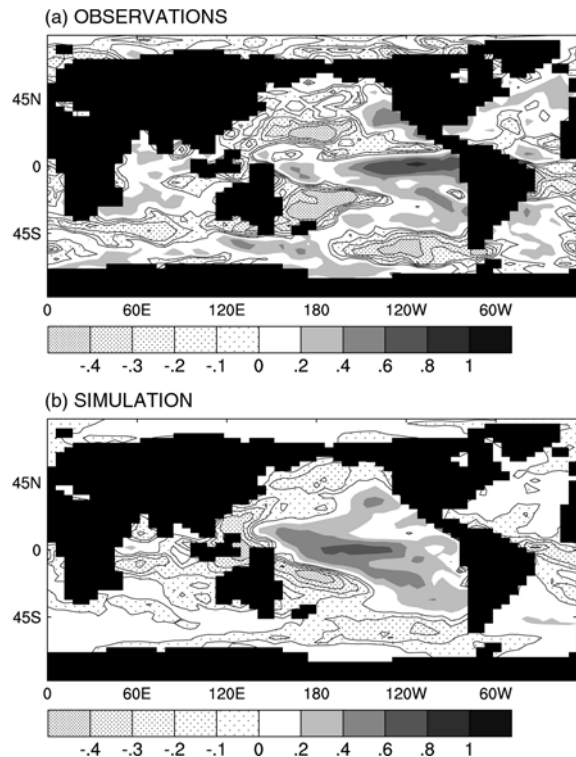 (a) OBSERVATIONS
45N
0
45S
0 60E 120E 180 120W 60W
-.4 -.3 -.2 -.1 0 .2 .4 .6 .8 1
(b) SIMULATION
45N
0
45S
0 60E 120E 180 120W 60W
-.4 -.3 -.2 -.1 0 .2 .4 .6 .8 1